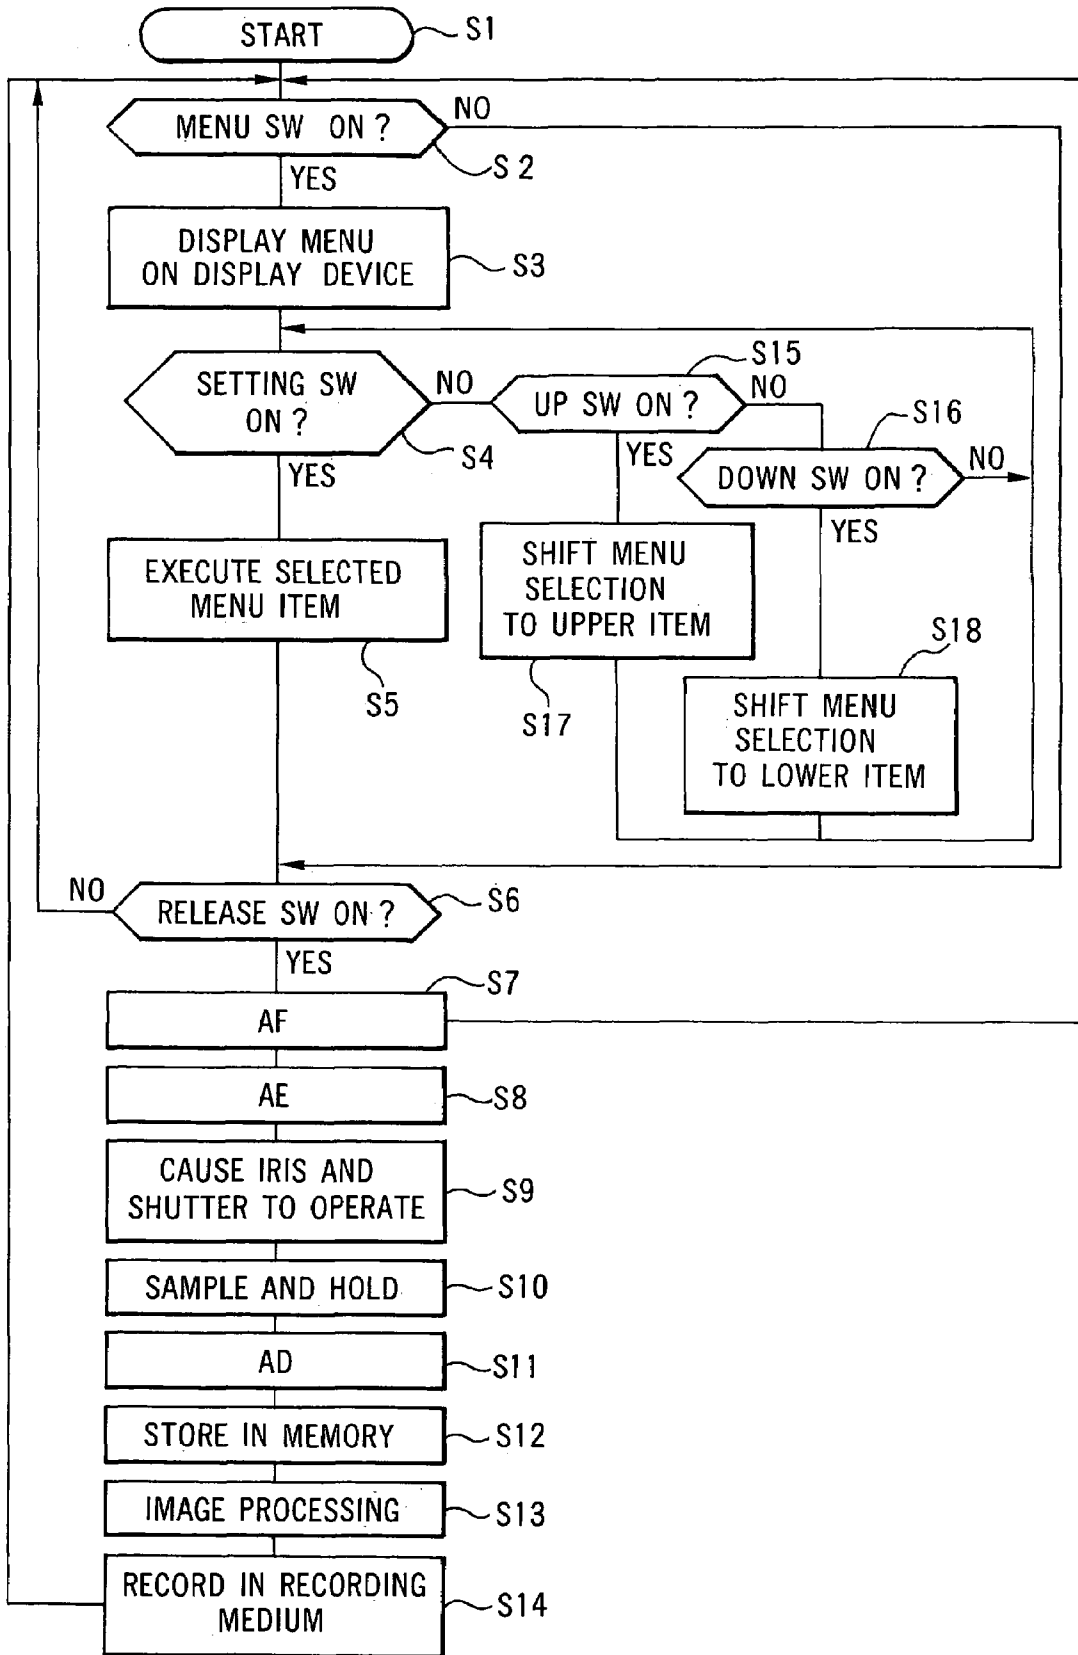 START
S1
MENU SW ON ?
NO
S2
YES
DISPLAY MENU
ON DISPLAY DEVICE
S3
SETTING SW
ON ?
NO
S4
YES
UP SW ON ?
S15
NO
YES
DOWN SW ON ?
S16
NO
YES
EXECUTE SELECTED
MENU ITEM
S5
SHIFT MENU
SELECTION
TO UPPER ITEM
S17
SHIFT MENU
SELECTION
TO LOWER ITEM
S18
NO
RELEASE SW ON ?
S6
YES
AF
S7
AE
S8
CAUSE IRIS AND
SHUTTER TO OPERATE
S9
SAMPLE AND HOLD
S10
AD
S11
STORE IN MEMORY
S12
IMAGE PROCESSING
S13
RECORD IN RECORDING
MEDIUM
S14